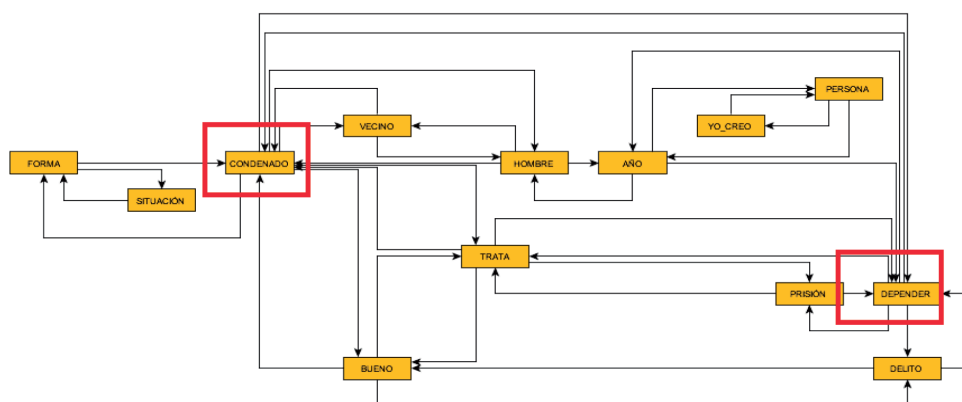 PERSONA
VECINO
YO_CREO
FORMA
CONDENADO
HOMBRE
AÑO
SITUACIÓN
TRATA
PRISIÓN
DEPENDER
BUENO
DELITO